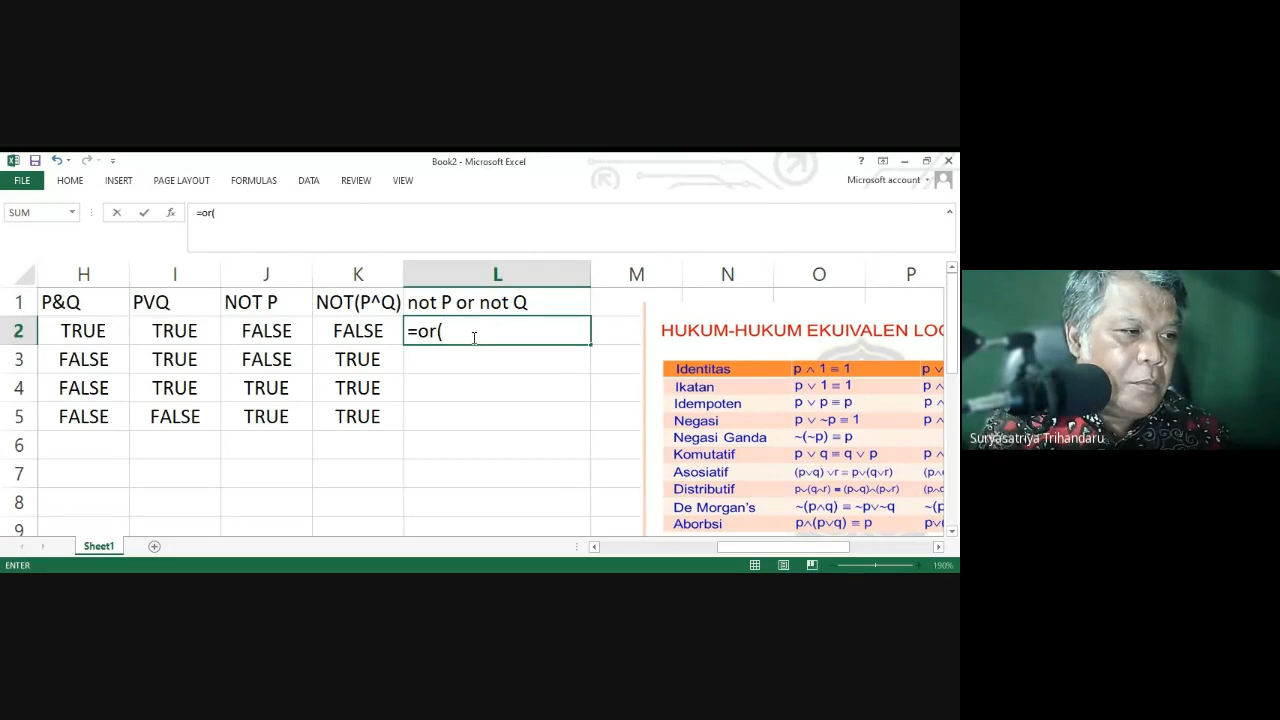 Book2 - Microsoft Excel
?
FILE HOME INSERT PAGE LAYOUT FORMULAS DATA REVIEW VIEW Microsoft account
SUM fx =or(
H I J K L M N O P
1 P&Q PVQ NOT P NOT(P^Q) not P or not Q
2 TRUE TRUE FALSE FALSE =or(
3 FALSE TRUE FALSE TRUE
4 FALSE TRUE TRUE TRUE
5 FALSE FALSE TRUE TRUE
6
7
8
9
HUKUM-HUKUM EKUIVALEN LO
Identitas p ∧ 1 ≡ 1 p ∨
Ikatan p ∨ 1 ≡ 1 p ∧
Idempoten p ∨ p ≡ p p ∧
Negasi p ∨ ~p ≡ 1 p ∧
Negasi Ganda ~(~p) ≡ p
Komutatif p ∨ q ≡ q ∨ p p ∧
Asosiatif (p∨q) ∨r ≡ p∨(q∨r) (p∧
Distributif p∨(q∧r) ≡ (p∨q)∧(p∨r) p∧(
De Morgan's ~(p∧q) ≡ ~p∨~q ~(p
Aborbsi p∧(p∨q) ≡ p p∨(
Sheet1
ENTER 190%
Suryasatriya Trihandaru